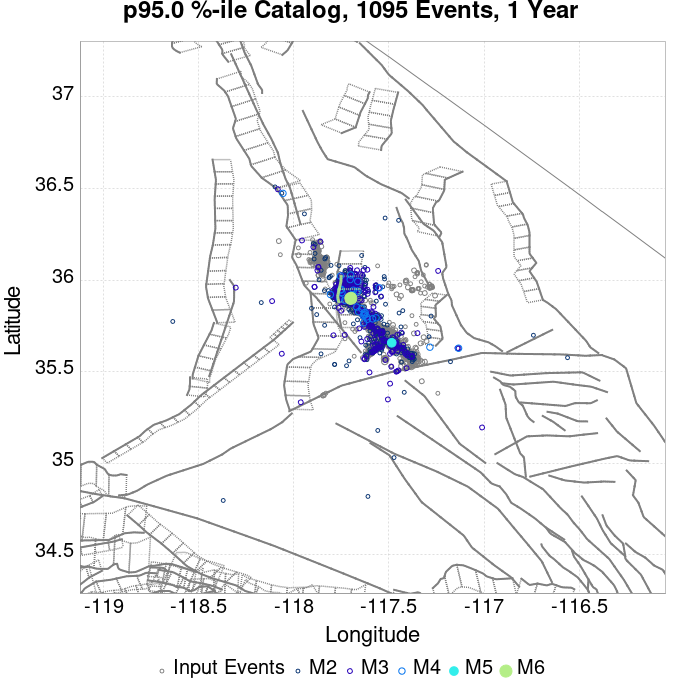 p95.0 %-ile Catalog, 1095 Events, 1 Year
37
36.5
36
35.5
35
34.5
Latitude
-119
-118.5
-118
-117.5
-117
-116.5
Longitude
Input Events
M2
M3
M4
M5
M6